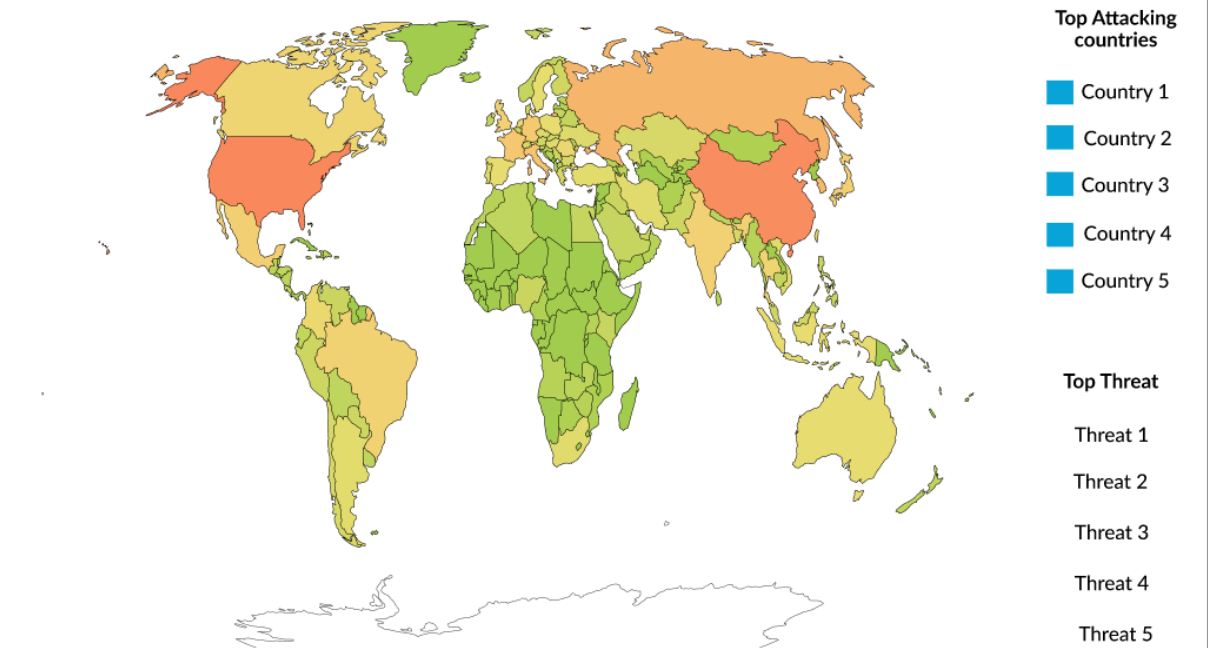 Top Attacking
countries
Country 1
Country 2
Country 3
Country 4
Country 5
Top Threat
Threat 1
Threat 2
Threat 3
Threat 4
Threat 5